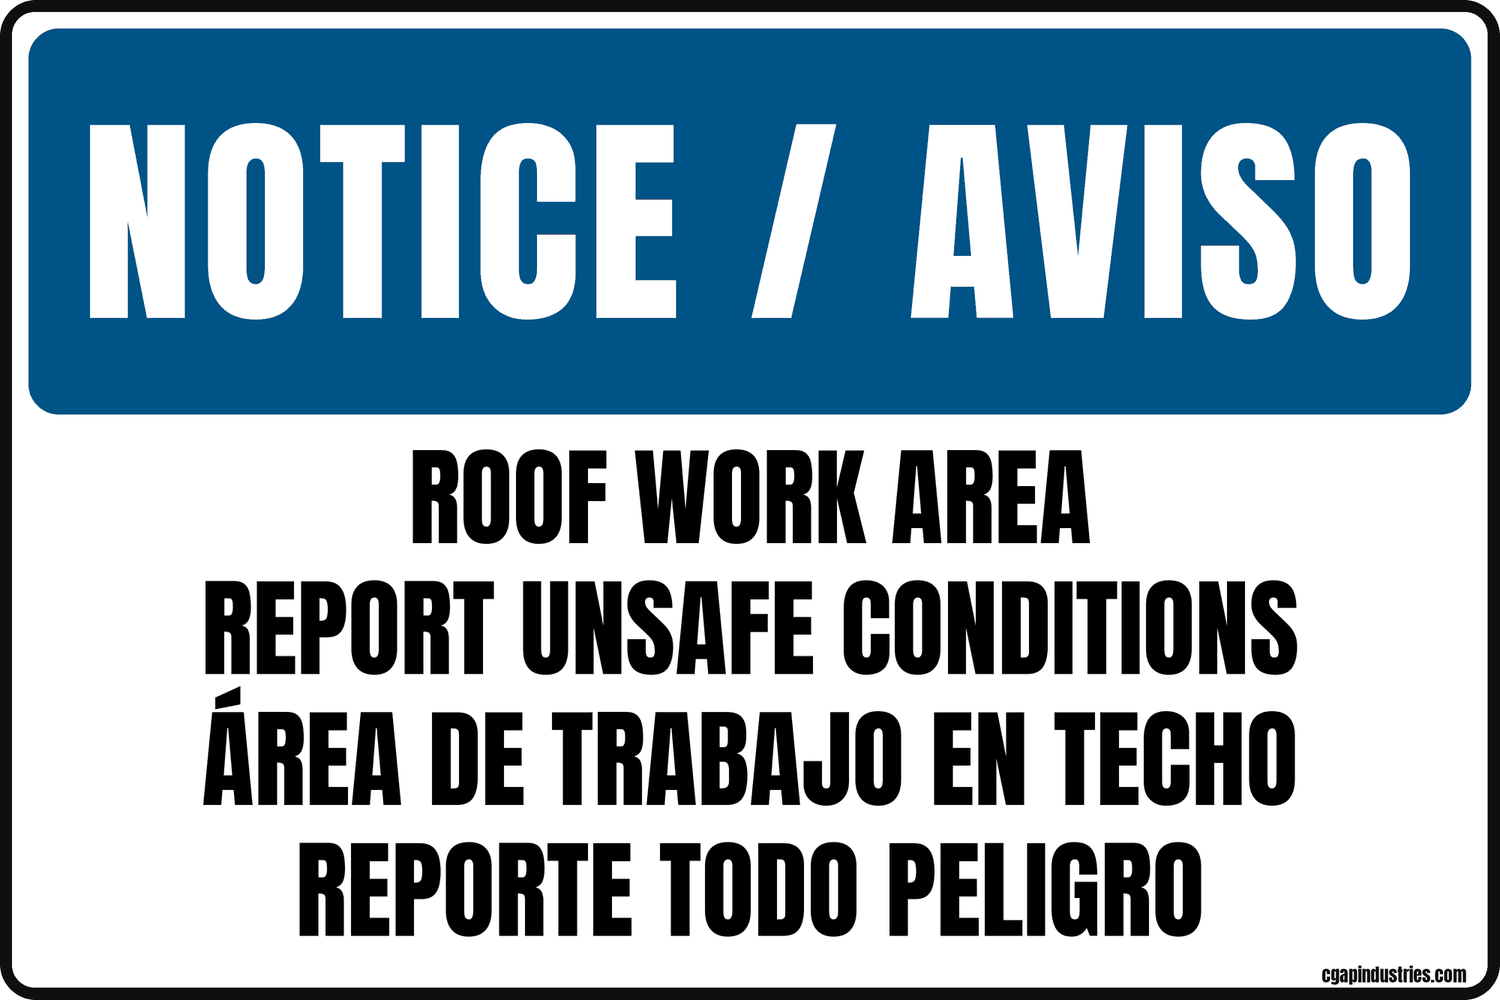 NOTICE / AVISO
ROOF WORK AREA
REPORT UNSAFE CONDITIONS
ÁREA DE TRABAJO EN TECHO
REPORTE TODO PELIGRO
cgapindustries.com